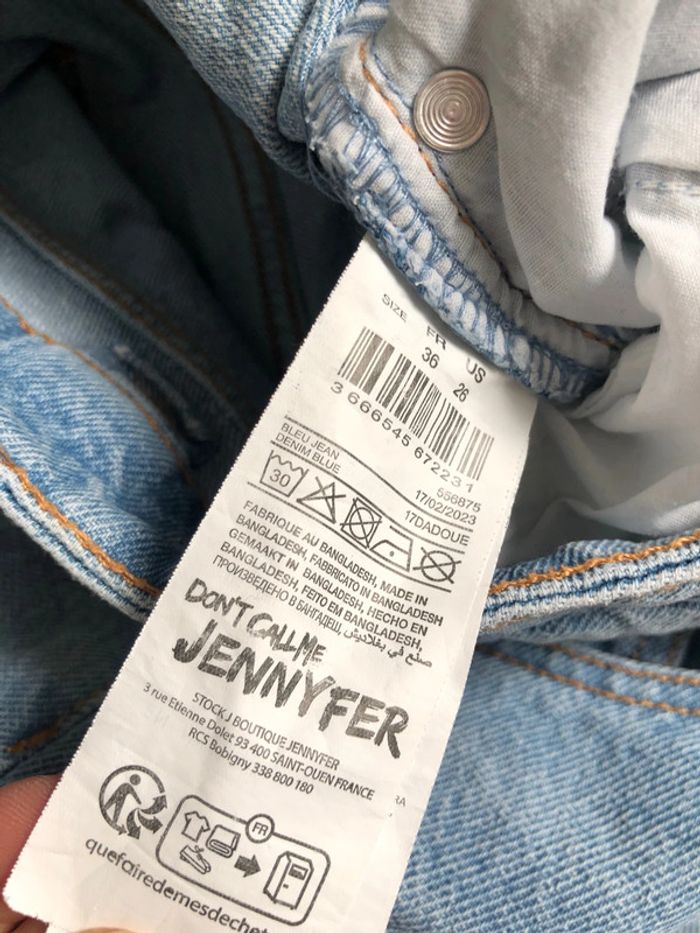 SIZE FR US
36 26
3 666545 672231
BLEU JEAN 556875
DENIM BLUE 17/02/2023
17DADOUE
30
FABRIQUE AU BANGLADESH, MADE IN
BANGLADESH, FABBRICATO IN BANGLADESH
GEMAAKT IN BANGLADESH, HECHO EN
BANGLADESH, FEITO EM BANGLADESH,
ПРОИЗВЕДЕНО В БАНГАДЕШ, صنع في بغلاديش
DON'T CALL ME
JENNYFER
STOCK J BOUTIQUE JENNYFER
3 rue Etienne Dolet 93 400 SAINT-OUEN FRANCE
RCS Bobigny 338 800 180
RA
FR
quefairedemesdechet